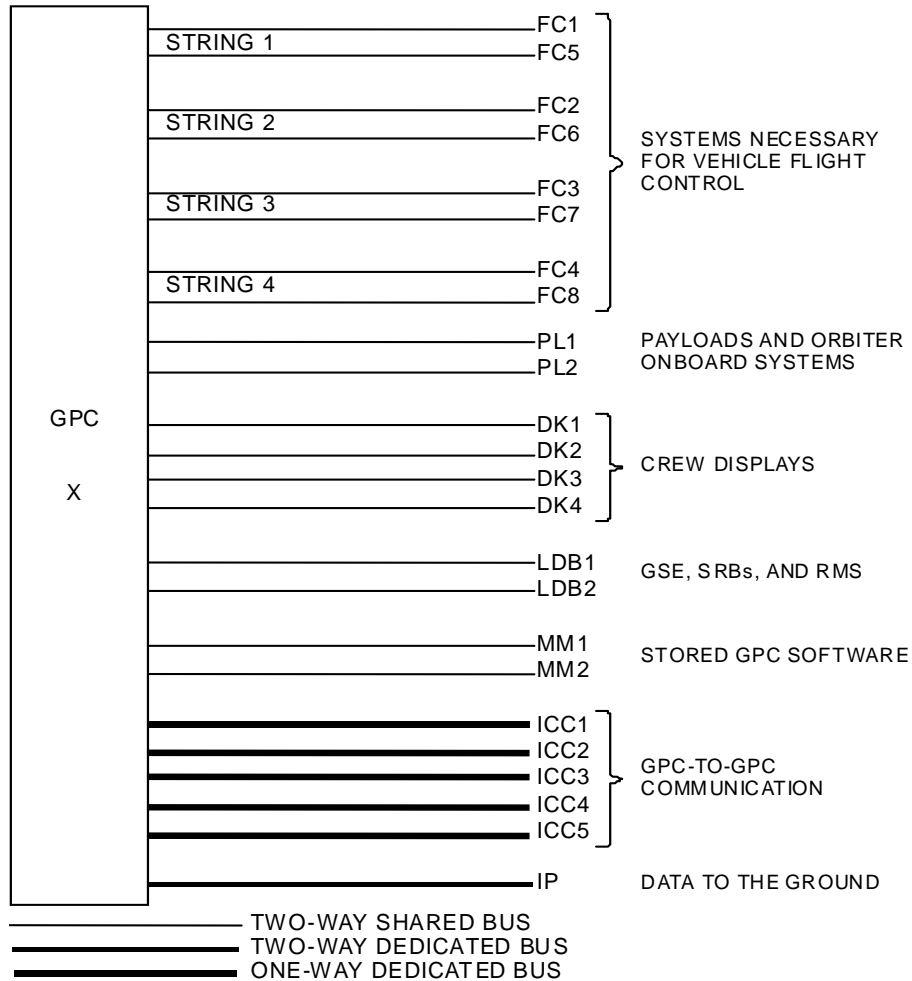 FC1
STRING 1
FC5
FC2
STRING 2
FC6
FC3
STRING 3
FC7
FC4
STRING 4
FC8
SYSTEMS NECESSARY
FOR VEHICLE FLIGHT
CONTROL
PL1
PL2
PAYLOADS AND ORBITER
ONBOARD SYSTEMS
GPC
X
DK1
DK2
DK3
DK4
CREW DISPLAYS
LDB1
LDB2
GSE, SRBs, AND RMS
MM1
MM2
STORED GPC SOFTWARE
ICC1
ICC2
ICC3
ICC4
ICC5
GPC-TO-GPC
COMMUNICATION
IP
DATA TO THE GROUND
TWO-WAY SHARED BUS
TWO-WAY DEDICATED BUS
ONE-WAY DEDICATED BUS